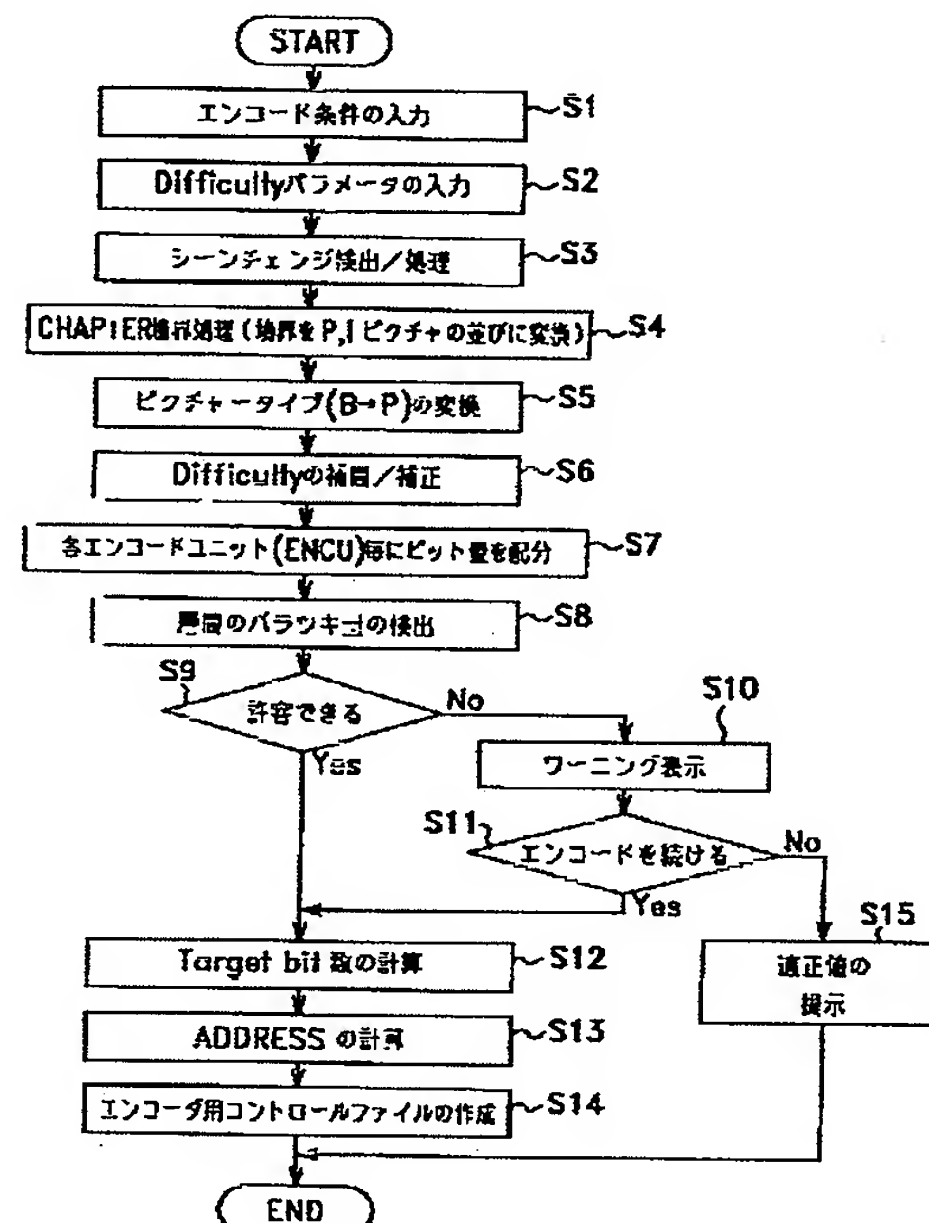 START
エンコード条件の入力
S1
Difficultyパラメータの入力
S2
シーンチェンジ検出/処理
S3
CHAPTER境界処理(境界をP,Iピクチャの並びに変換)
S4
ピクチャータイプ(B→P)の変換
S5
Difficultyの補間/補正
S6
各エンコードユニット(ENCU)毎にビット量を配分
S7
層間のバラツキ の検出
S8
S9
許容できる
No
Yes
S10
ワーニング表示
S11
エンコードを続ける
No
Yes
S12
Target bit 数の計算
S15
適正値の
提示
ADDRESS の計算
S13
エンコーダ用コントロールファイルの作成
S14
END